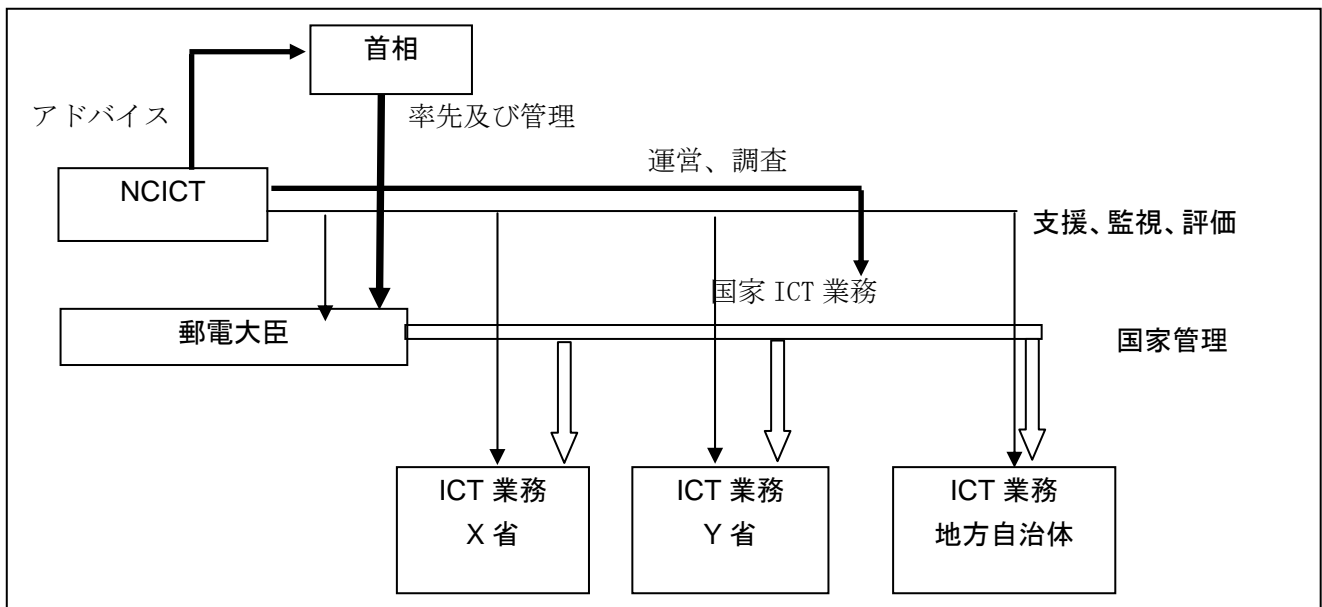 首相
アドバイス
率先及び管理
運営、調査
NCICT
支援、監視、評価
国家 ICT 業務
郵電大臣
国家管理
ICT 業務
X 省
ICT 業務
Y 省
ICT 業務
地方自治体